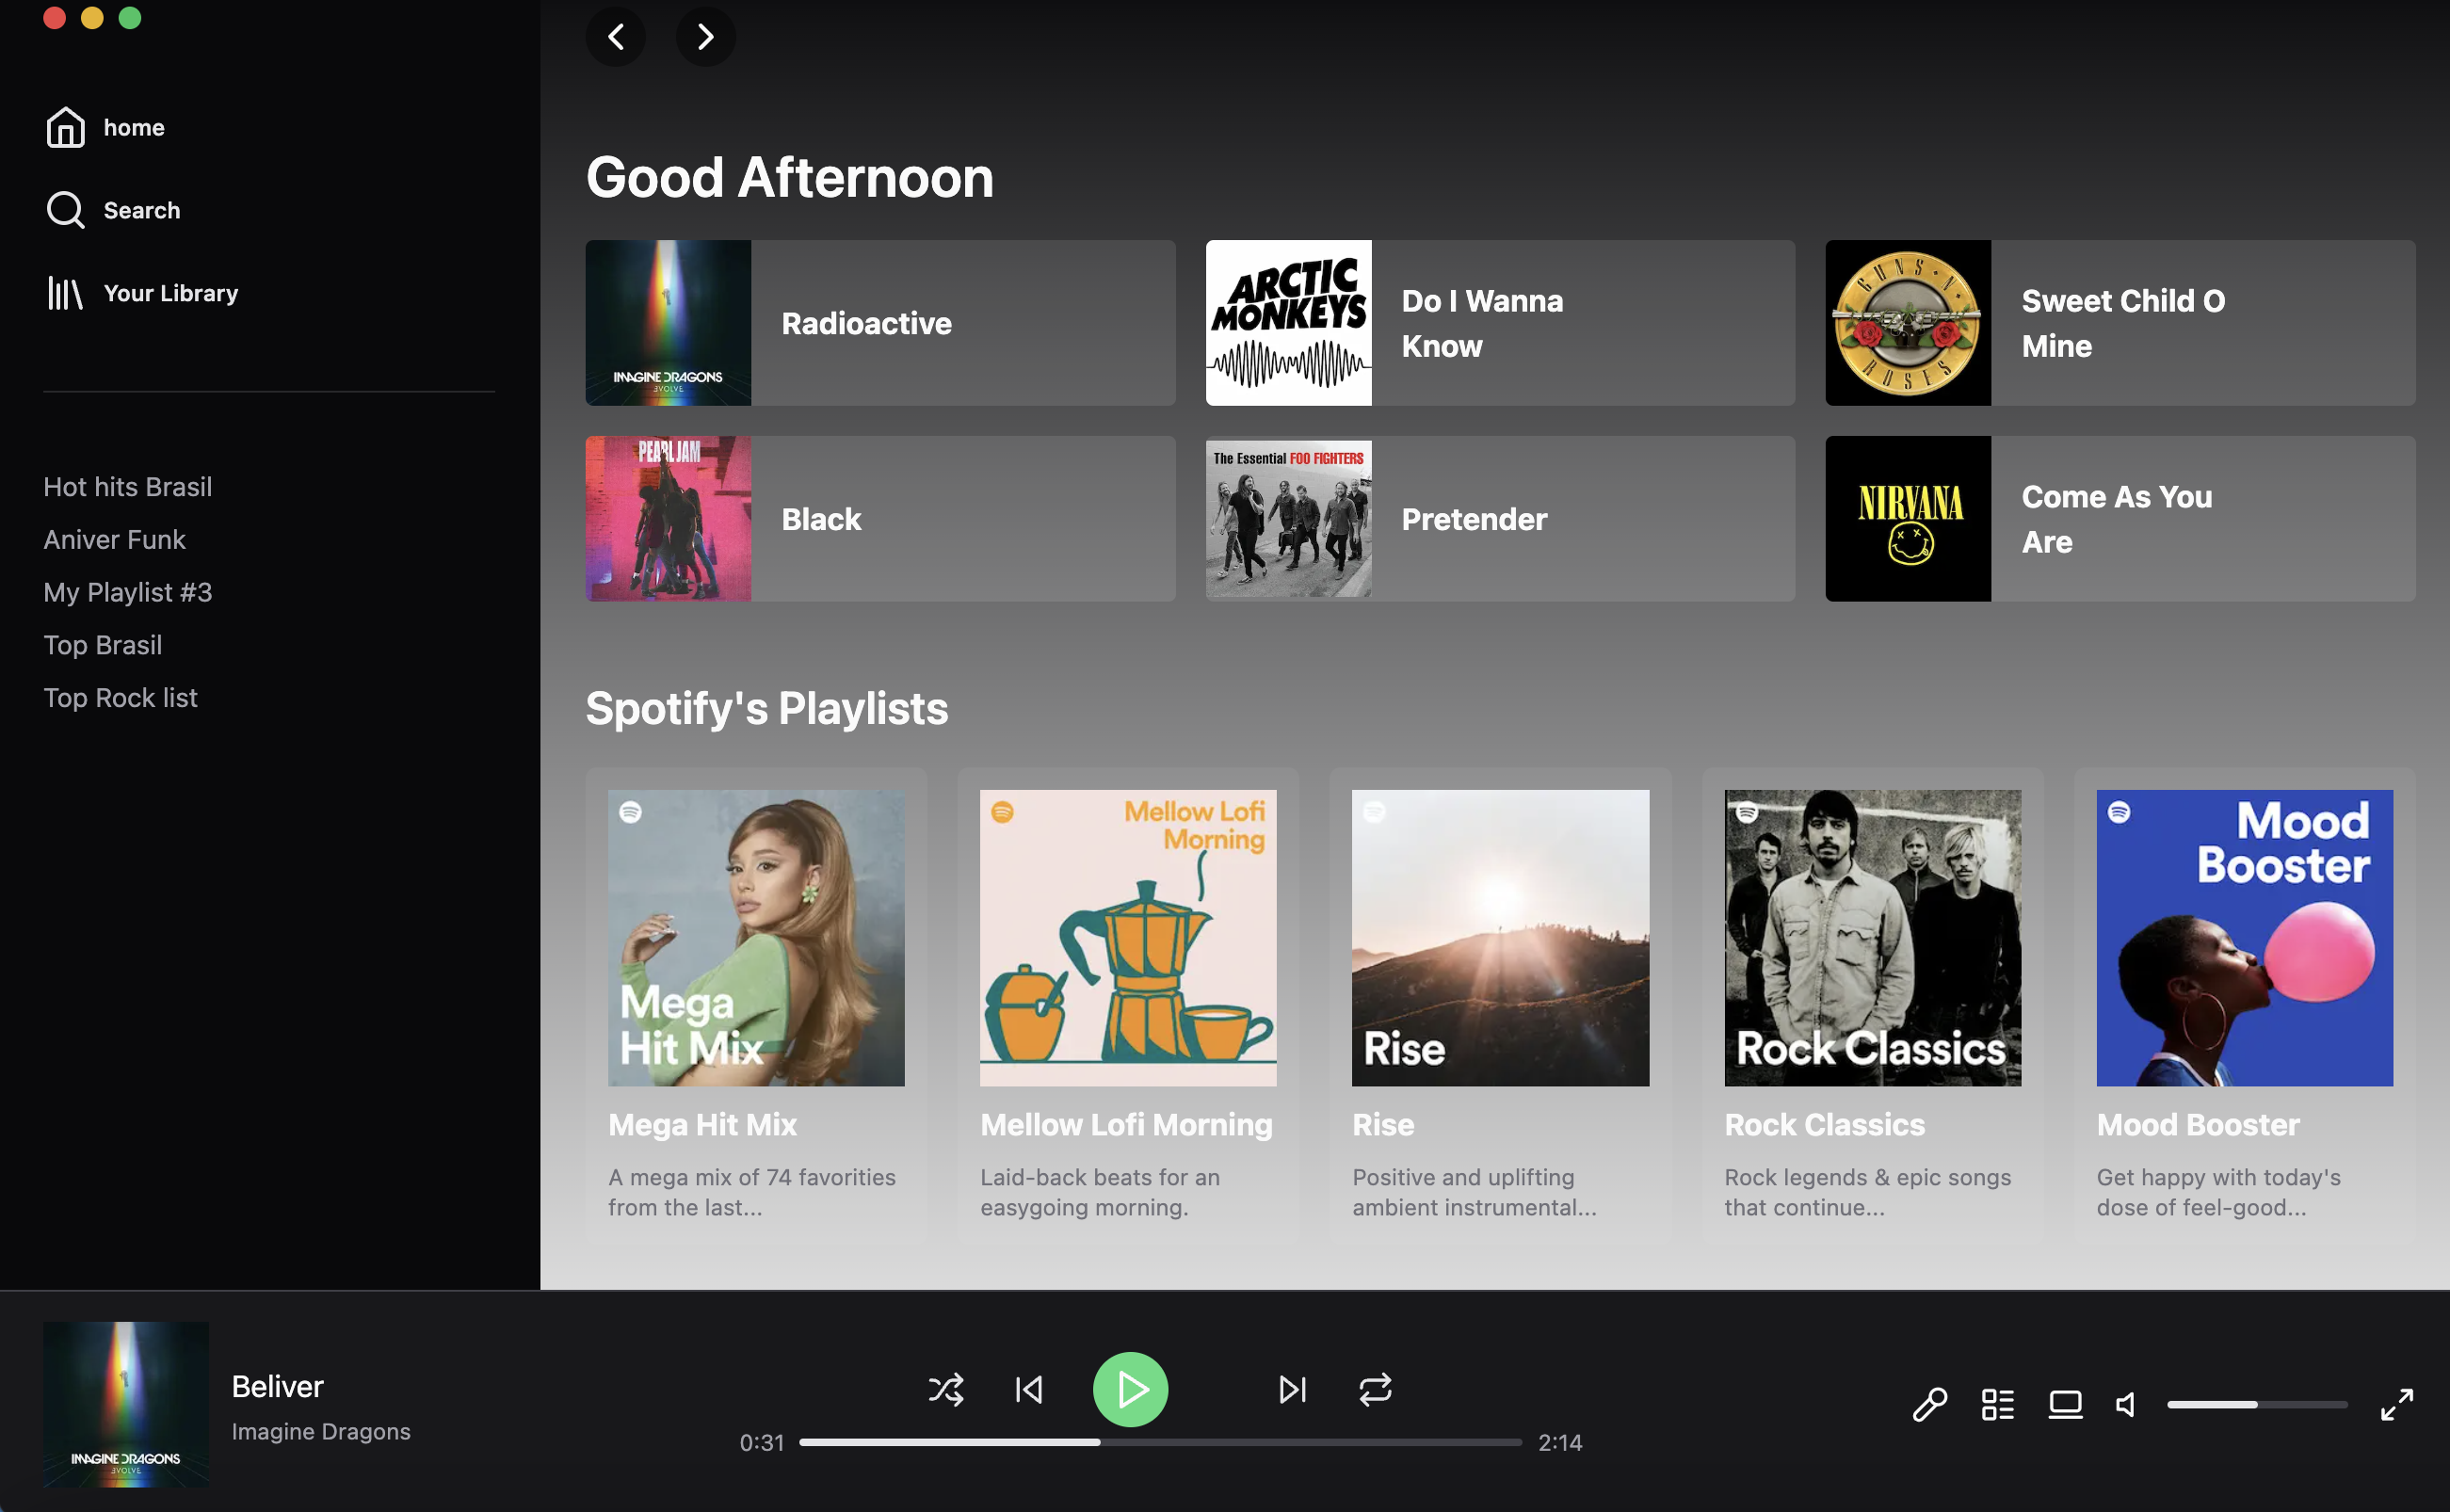 home
Search
Your Library
Hot hits Brasil
Aniver Funk
My Playlist #3
Top Brasil
Top Rock list
Good Afternoon
IMAGINE DRAGONS
EVOLVE
Radioactive
ARCTIC
MONKEYS
Do I Wanna
Know
GUNS N'
ROSES
Sweet Child O
Mine
PEARL JAM
Black
The Essential FOO FIGHTERS
Pretender
NIRVANA
Come As You
Are
Spotify's Playlists
Mega
Hit Mix
Mega Hit Mix
A mega mix of 74 favorities
from the last...
Mellow Lofi
Morning
Mellow Lofi Morning
Laid-back beats for an
easygoing morning.
Rise
Rise
Positive and uplifting
ambient instrumental...
Rock Classics
Rock Classics
Rock legends & epic songs
that continue...
Mood
Booster
Mood Booster
Get happy with today's
dose of feel-good...
IMAGINE DRAGONS
EVOLVE
Beliver
Imagine Dragons
0:31
2:14